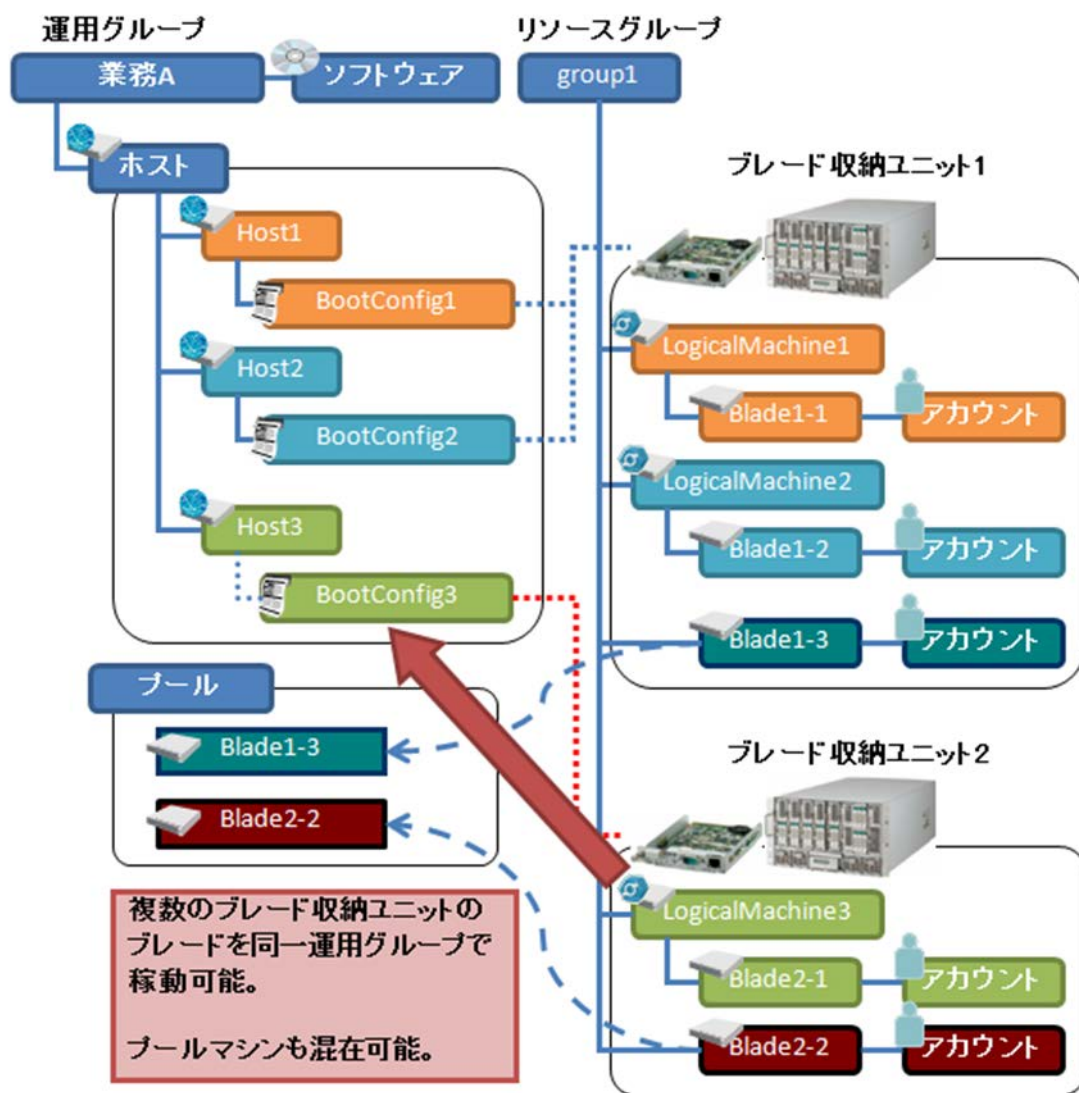 運用グループ
業務A
ソフトウェア
ホスト
Host1
BootConfig1
Host2
BootConfig2
Host3
BootConfig3
プール
Blade1-3
Blade2-2
複数のブレード収納ユニットの
ブレードを同一運用グループで
稼動可能。
プールマシンも混在可能。
リソースグループ
group1
ブレード収納ユニット1
LogicalMachine1
Blade1-1
アカウント
LogicalMachine2
Blade1-2
アカウント
Blade1-3
アカウント
ブレード収納ユニット2
LogicalMachine3
Blade2-1
アカウント
Blade2-2
アカウント